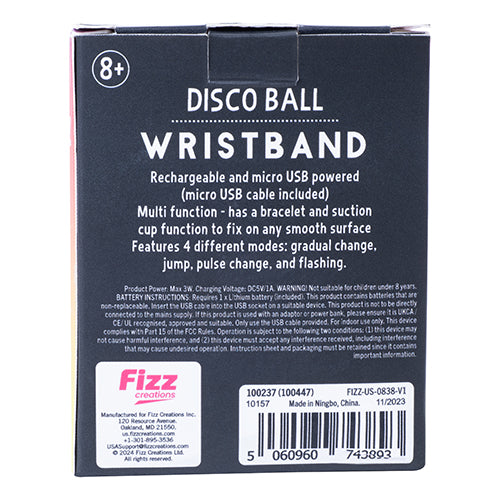 8+
DISCO BALL
WRISTBAND
Rechargeable and micro USB powered
(micro USB cable included)
Multi function - has a bracelet and suction
cup function to fix on any smooth surface
Features 4 different modes: gradual change,
jump, pulse change, and flashing.
Product Power: Max 3W. Charging Voltage: DC5V/1A. WARNING! Not suitable for children under 8 years.
BATTERY INSTRUCTIONS: Requires 1 x Lithium battery (included). This product contains batteries that are
non-replaceable. Insert the USB cable into the USB socket on a suitable device. This product is not to be directly
connected to the mains supply. If this product is used with an adaptor or power bank, please ensure it is UKCA /
CE/ UL recognised, approved and suitable. Only use the USB cable provided. For indoor use only. This device
complies with Part 15 of the FCC Rules. Operation is subject to the following two conditions: (1) this device may
not cause harmful interference, and (2) this device must accept any interference received, including interference
that may cause undesired operation. Instruction sheet and packaging must be retained since it contains
important information.
Fizz
creations
Manufactured for Fizz Creations Inc.
120 Resource Avenue,
Oakland, MD 21550.
us.fizzcreations.com
+1-301-895-3536
USASupport@fizzcreations.com
© 2024 Fizz Creations Ltd.
All rights reserved.
100237 (100447) FIZZ-US-0838-V1
10157 Made in Ningbo, China. 11/2023
5 060960 743893